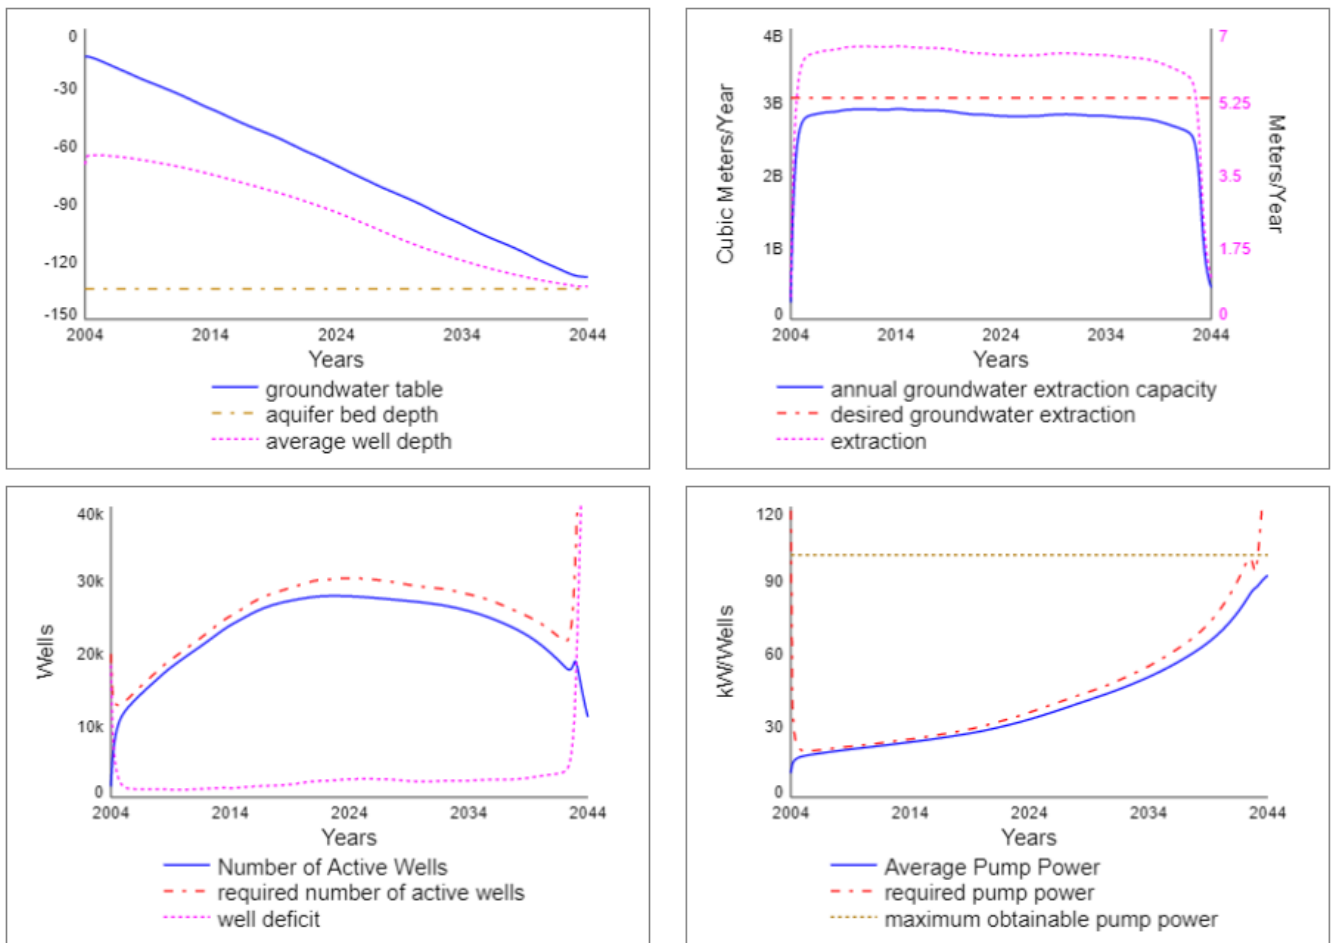 0
-30
-60
-90
-120
-150
2004 2014 2024 2034 2044
Years
groundwater table
aquifer bed depth
average well depth
Cubic Meters/Year
4B
3B
2B
1B
0
7
5.25
3.5
1.75
0
Meters/Year
2004 2014 2024 2034 2044
Years
annual groundwater extraction capacity
desired groundwater extraction
extraction
Wells
40k
30k
20k
10k
0
2004 2014 2024 2034 2044
Years
Number of Active Wells
required number of active wells
well deficit
kW/Wells
120
90
60
30
0
2004 2014 2024 2034 2044
Years
Average Pump Power
required pump power
maximum obtainable pump power